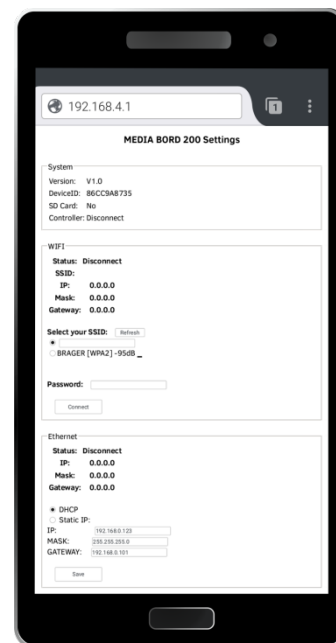 192.168.4.1
1
MEDIA BORD 200 Settings
System
Version: V1.0
DeviceID: 86CC9A8735
SD Card: No
Controller: Disconnect
WIFI
Status: Disconnect
SSID:
IP: 0.0.0.0
Mask: 0.0.0.0
Gateway: 0.0.0.0
Select your SSID: Refresh
BRAGER [WPA2] -95dB _
Password:
Connect
Ethernet
Status: Disconnect
IP: 0.0.0.0
Mask: 0.0.0.0
Gateway: 0.0.0.0
DHCP
Static IP:
IP: 192.168.0.123
MASK: 255.255.255.0
GATEWAY: 192.168.0.101
Save